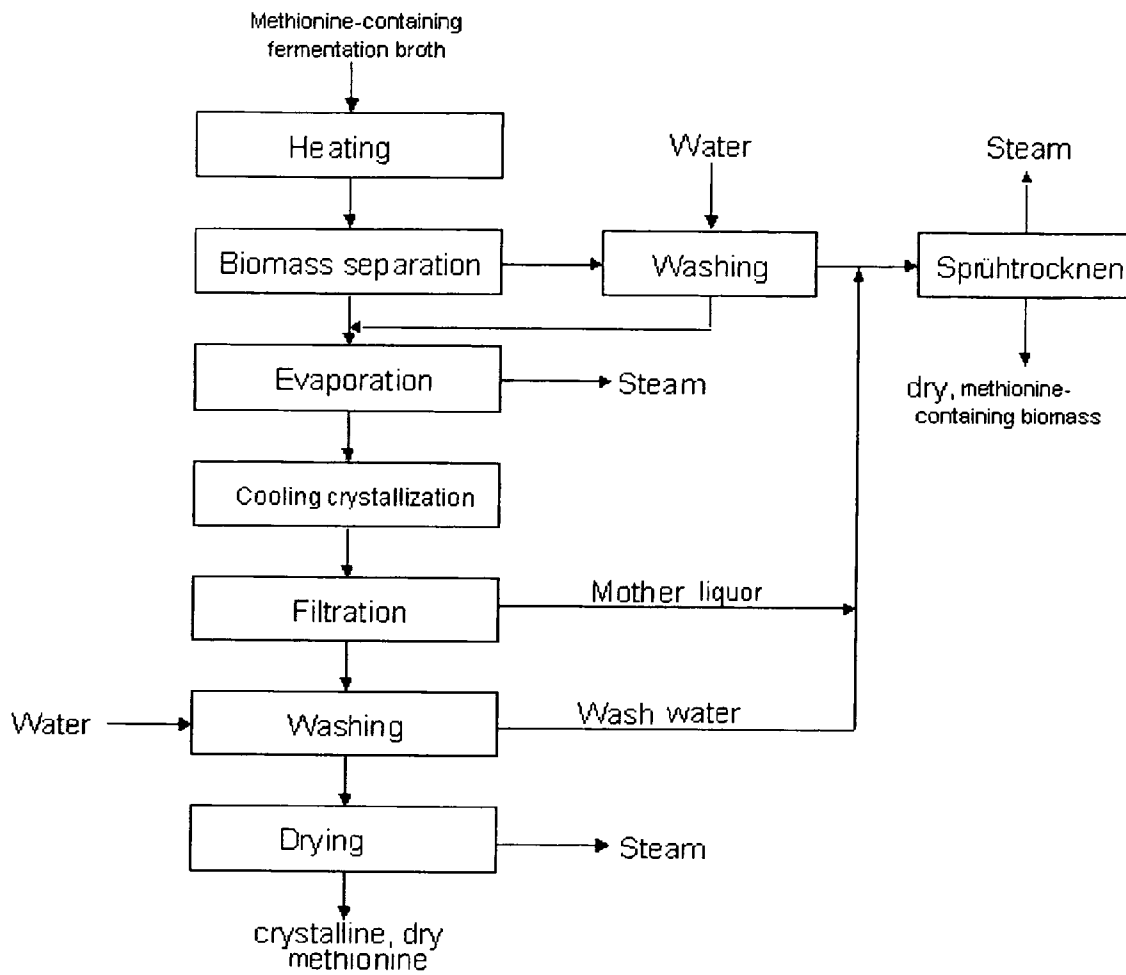 Methionine-containing
fermentation broth
Heating
Water
Steam
Biomass separation
Washing
Sprühtrocknen
Evaporation
Steam
dry, methionine-
containing biomass
Cooling crystallization
Filtration
Mother liquor
Water
Washing
Wash water
Drying
Steam
crystalline, dry
methionine